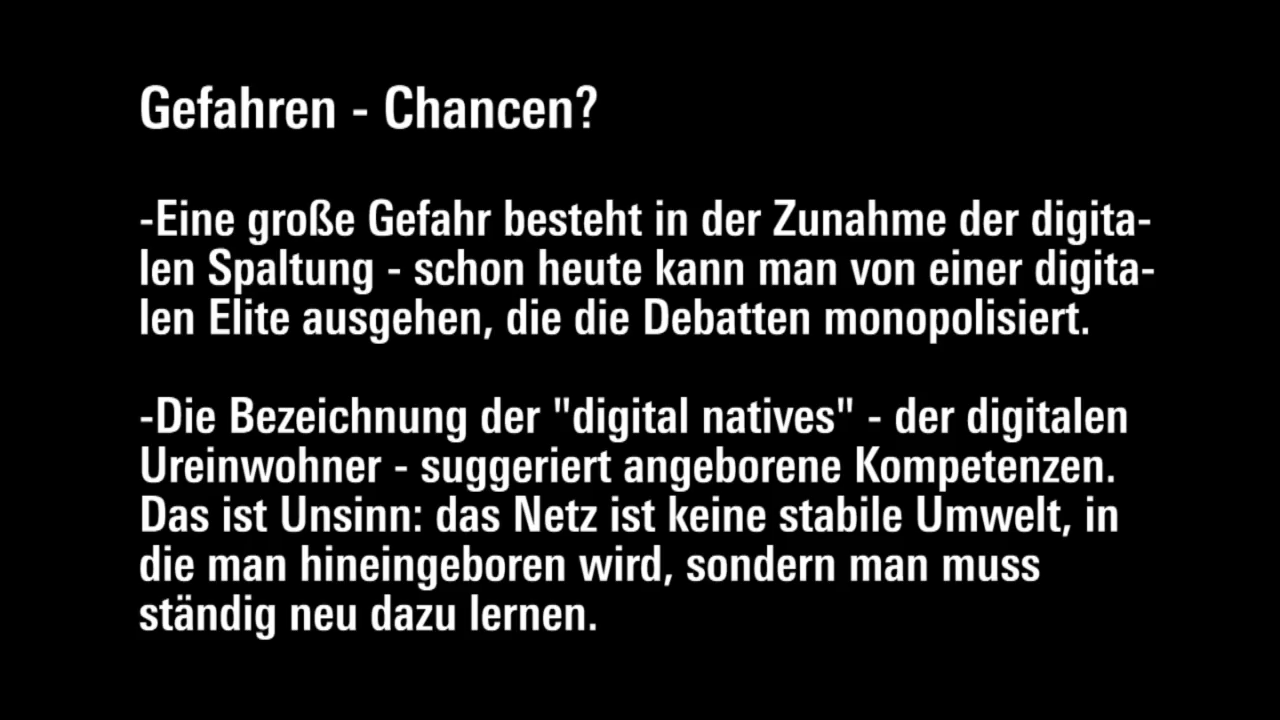 Gefahren - Chancen?
-Eine große Gefahr besteht in der Zunahme der digita-
len Spaltung - schon heute kann man von einer digita-
len Elite ausgehen, die die Debatten monopolisiert.
-Die Bezeichnung der "digital natives" - der digitalen
Ureinwohner - suggeriert angeborene Kompetenzen.
Das ist Unsinn: das Netz ist keine stabile Umwelt, in
die man hineingeboren wird, sondern man muss
ständig neu dazu lernen.